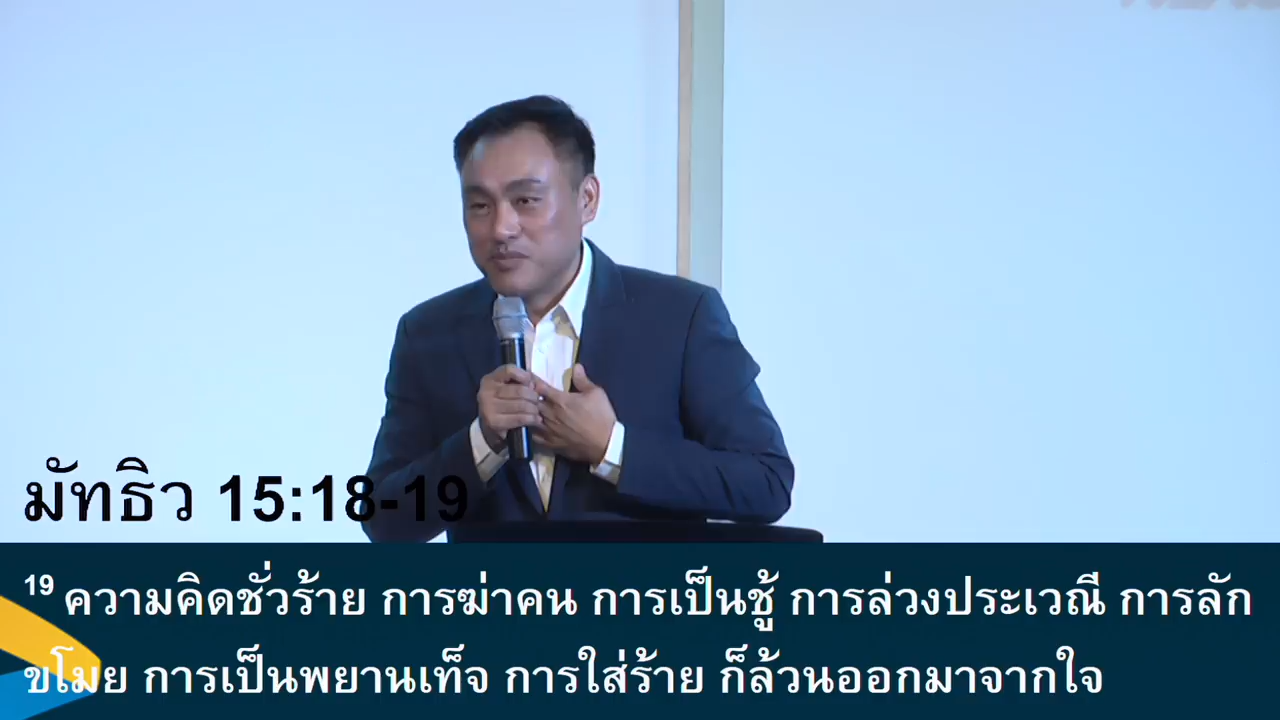 มัทธิว 15:18-19
19 ความคิดชั่วร้าย การฆ่าคน การเป็นชู้ การล่วงประเวณี การลัก
ขโมย การเป็นพยานเท็จ การใส่ร้าย ก็ล้วนออกมาจากใจ